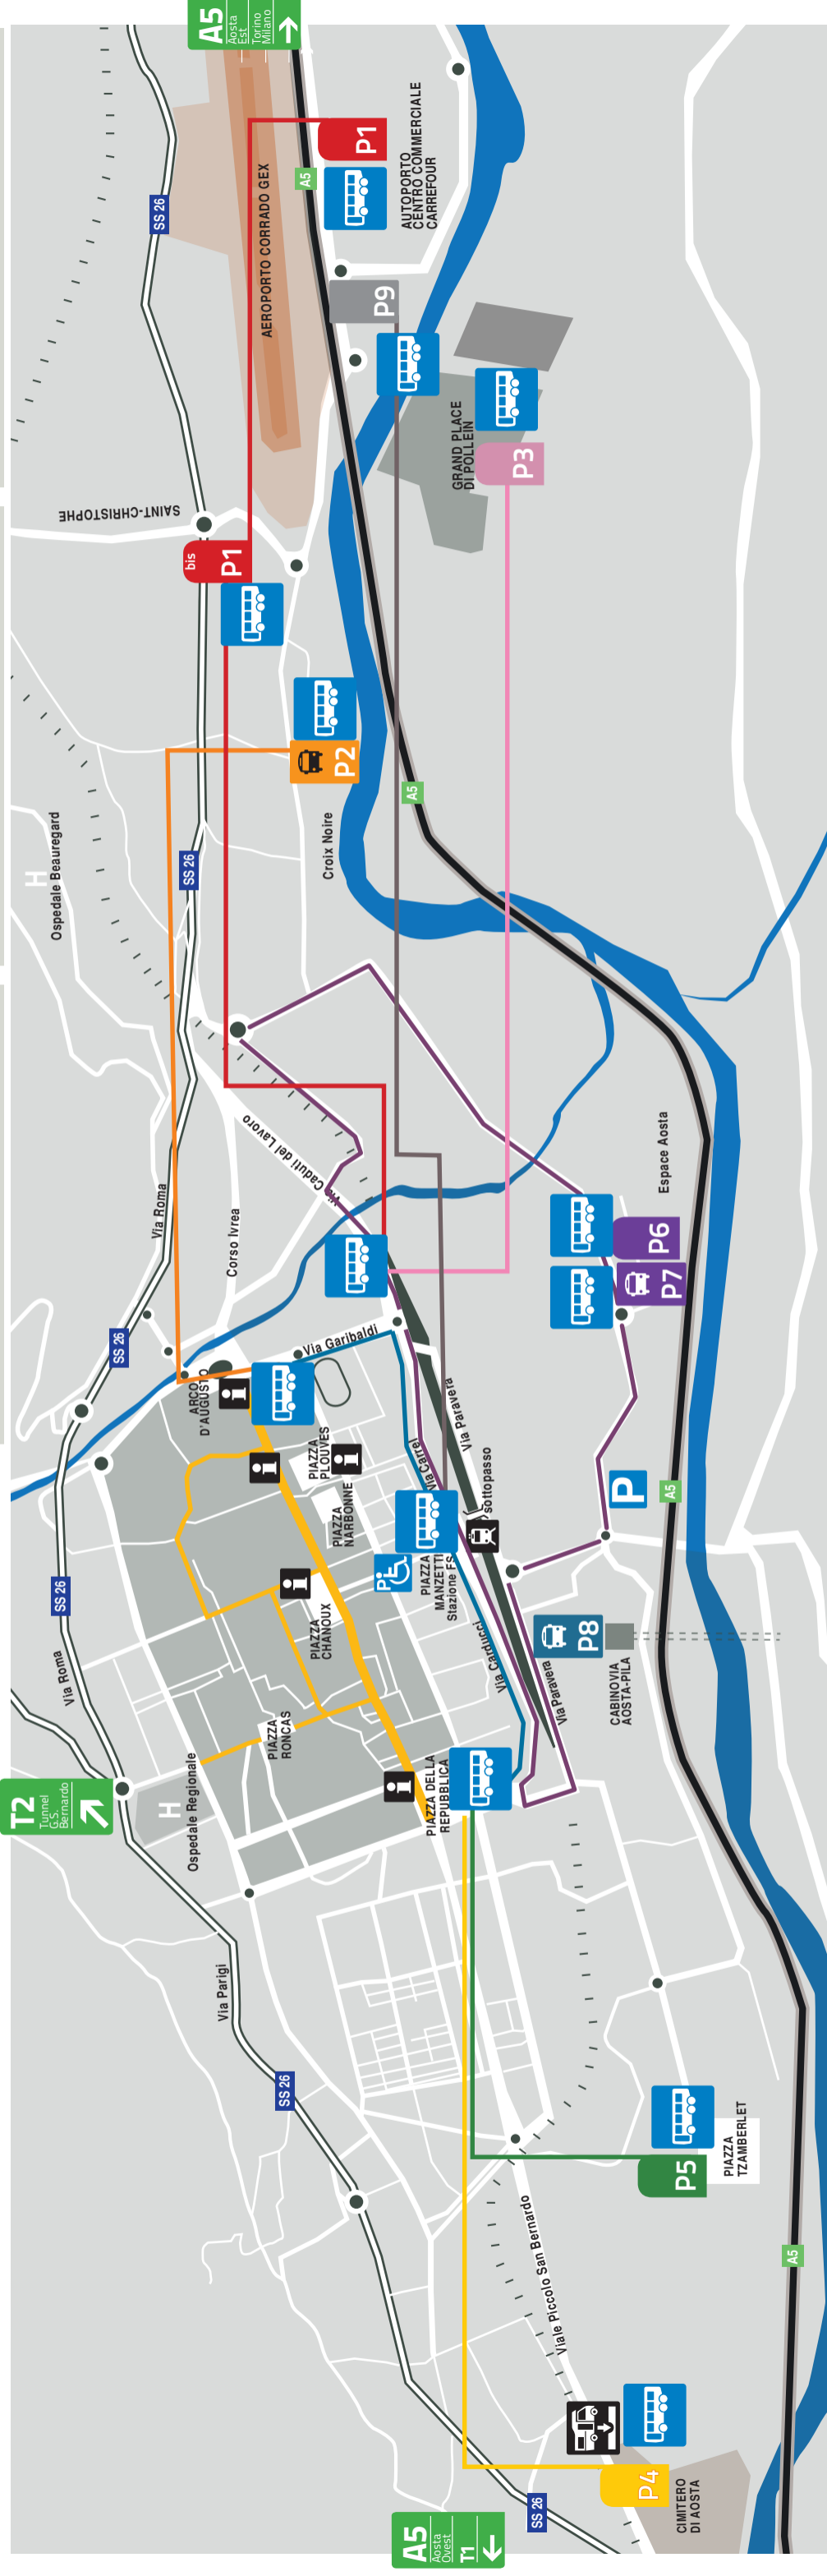 A5
Aosta
Est
Torino
Milano
SS 26
AEROPORTO CORRADO GEX
A5
P1
AUTOPORTO
CENTRO COMMERCIALE
CARREFOUR
P9
GRAND PLACE
DI POLLEIN
P3
SAINT-CHRISTOPHE
bis
P1
P2
A5
Croix Noire
SS 26
H
Ospedale Beauregard
Via Caduti del Lavoro
Via Roma
Corso Ivrea
Espace Aosta
P6
P7
SS 26
Via Garibaldi
ARCO
D'AUGUSTO
i
i
PIAZZA
PLOUVES
i
Via Carrel
Via Paravera
sottopasso
PIAZZA
NARBONNE
P
A5
P
PIAZZA
MANZETTI
Stazione FS
i
PIAZZA
CHANOUX
SS 26
Via Roma
P8
CABINOVIA
AOSTA-PILA
Via Carducci
Via Paravera
PIAZZA
RONCAS
i
PIAZZA DELLA
REPUBBLICA
T2
Tunnel
G.S.
Bernardo
H
Ospedale Regionale
Via Parigi
SS 26
P5
PIAZZA
TZAMBERLET
Viale Piccolo San Bernardo
A5
P4
CIMITERO
DI AOSTA
SS 26
A5
Aosta
Ovest
T1